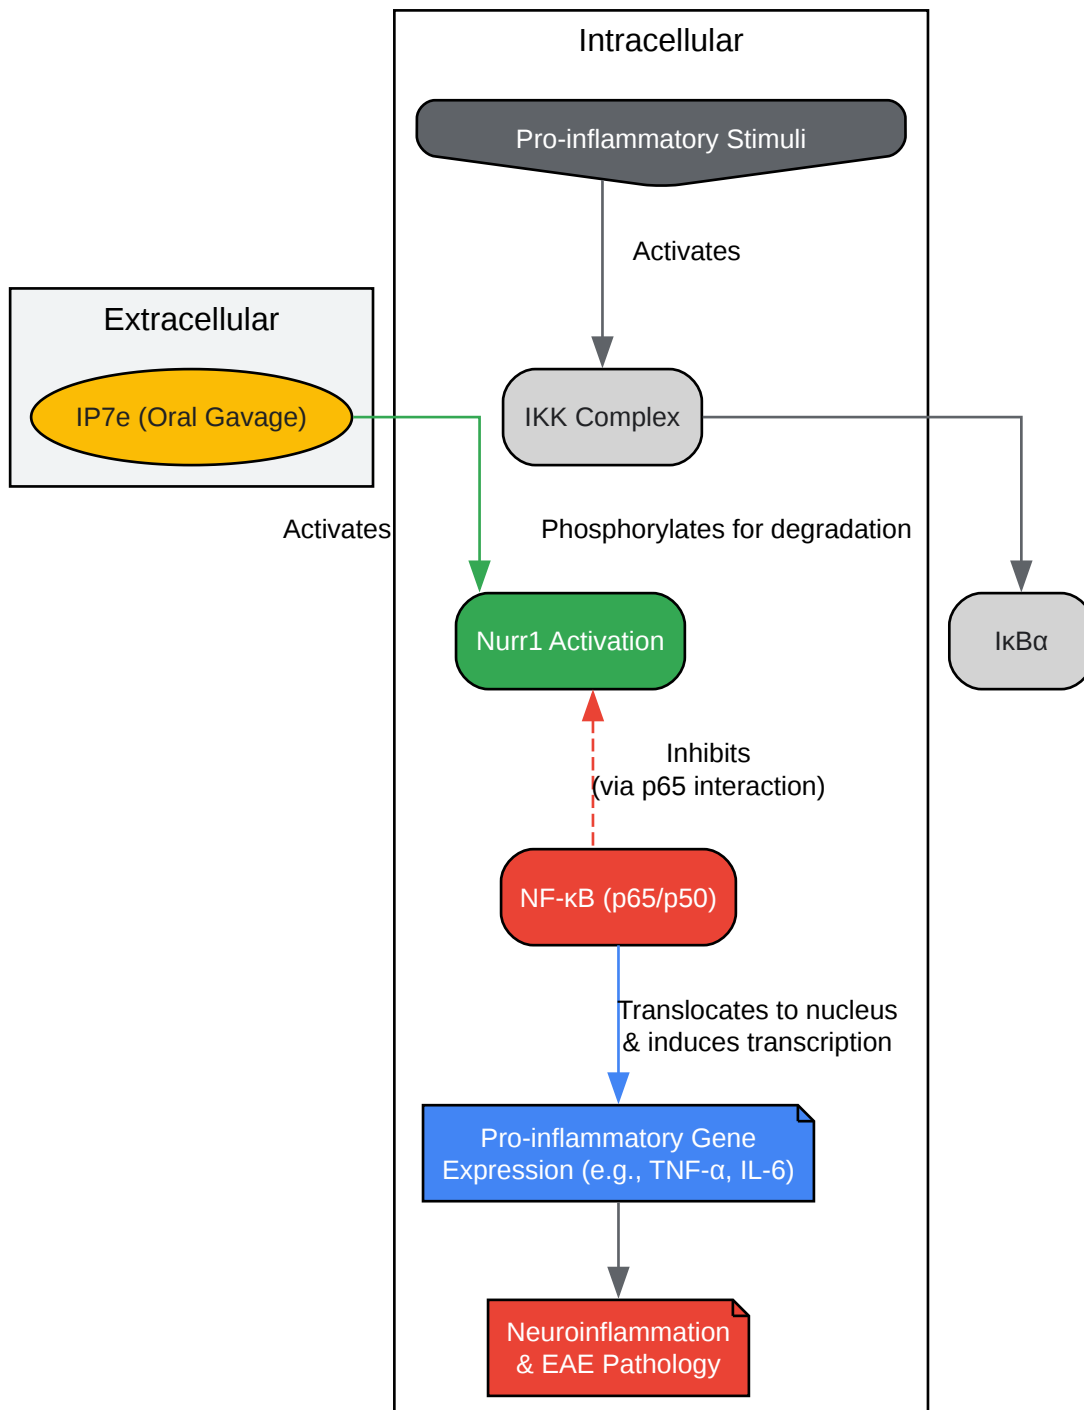 Intracellular
Pro-inflammatory Stimuli
Activates
Extracellular
IP7e (Oral Gavage)
IKK Complex
Activates
Phosphorylates for degradation
Nurr1 Activation
IκBα
Inhibits
(via p65 interaction)
NF-κB (p65/p50)
Translocates to nucleus
& induces transcription
Pro-inflammatory Gene
Expression (e.g., TNF-α, IL-6)
Neuroinflammation
& EAE Pathology